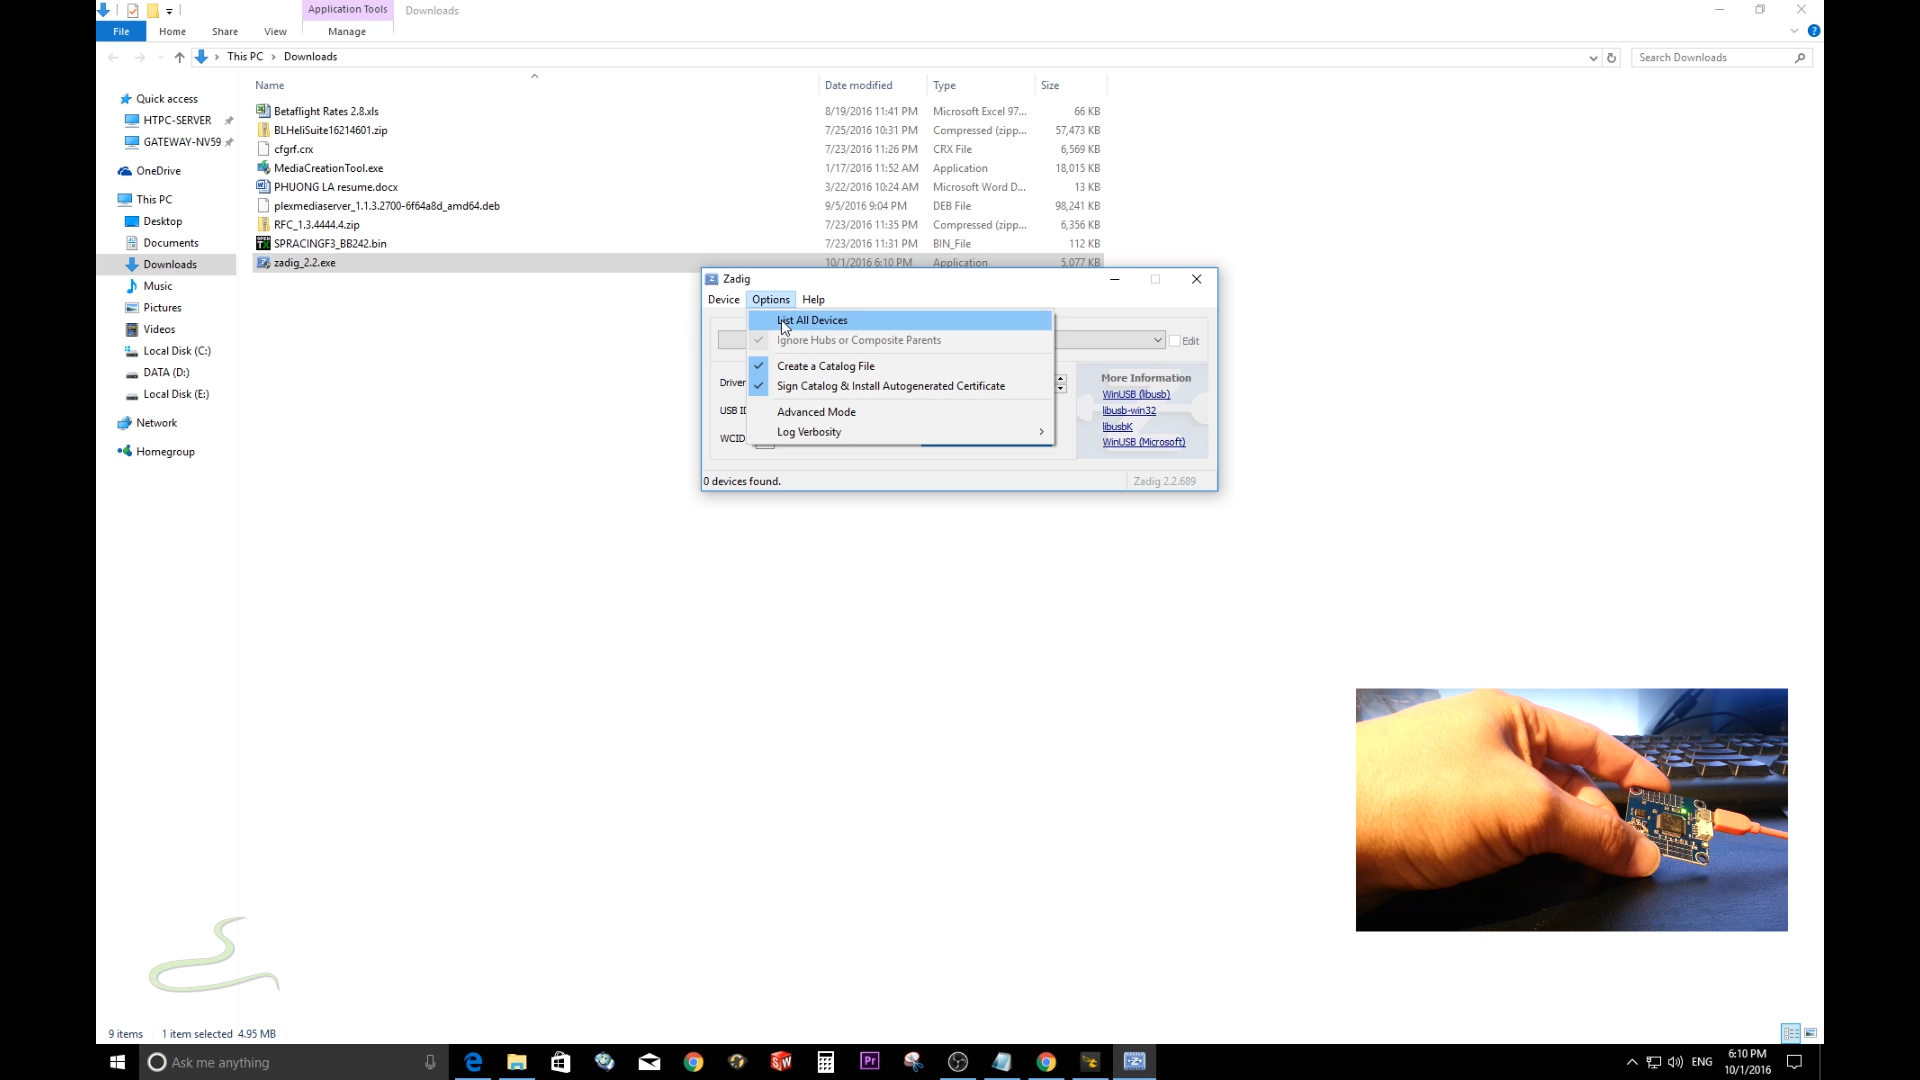 Application Tools
Downloads
File
Home
Share
View
Manage
This PC
Downloads
Search Downloads
Name
Date modified
Type
Size
Quick access
HTPC-SERVER
GATEWAY-NV59
OneDrive
This PC
Desktop
Documents
Downloads
Music
Pictures
Videos
Local Disk (C:)
DATA (D:)
Local Disk (E:)
Network
Homegroup
Betaflight Rates 2.8.xls 8/19/2016 11:41 PM Microsoft Excel 97... 66 KB
BLHeliSuite16214601.zip 7/25/2016 10:31 PM Compressed (zipp... 57,473 KB
cfgrf.crx 7/23/2016 11:26 PM CRX File 6,569 KB
MediaCreationTool.exe 1/17/2016 11:52 AM Application 18,015 KB
PHUONG LA resume.docx 3/22/2016 10:24 AM Microsoft Word D... 13 KB
plexmediaserver_1.1.3.2700-6f64a8d_amd64.deb 9/5/2016 9:04 PM DEB File 98,241 KB
RFC_1.3.4444.4.zip 7/23/2016 11:35 PM Compressed (zipp... 6,356 KB
SPRACINGF3_BB242.bin 7/23/2016 11:31 PM BIN_File 112 KB
zadig_2.2.exe 10/1/2016 6:10 PM Application 5,077 KB
Zadig
Device Options Help
List All Devices
Ignore Hubs or Composite Parents
Create a Catalog File
Sign Catalog & Install Autogenerated Certificate
Advanced Mode
Log Verbosity
Edit
Driver
USB ID
WCID
More Information
WinUSB (libusb)
libusb-win32
libusbK
WinUSB (Microsoft)
0 devices found.
Zadig 2.2.689
9 items 1 item selected 4.95 MB
Ask me anything
Pr
SW
ENG
6:10 PM
10/1/2016